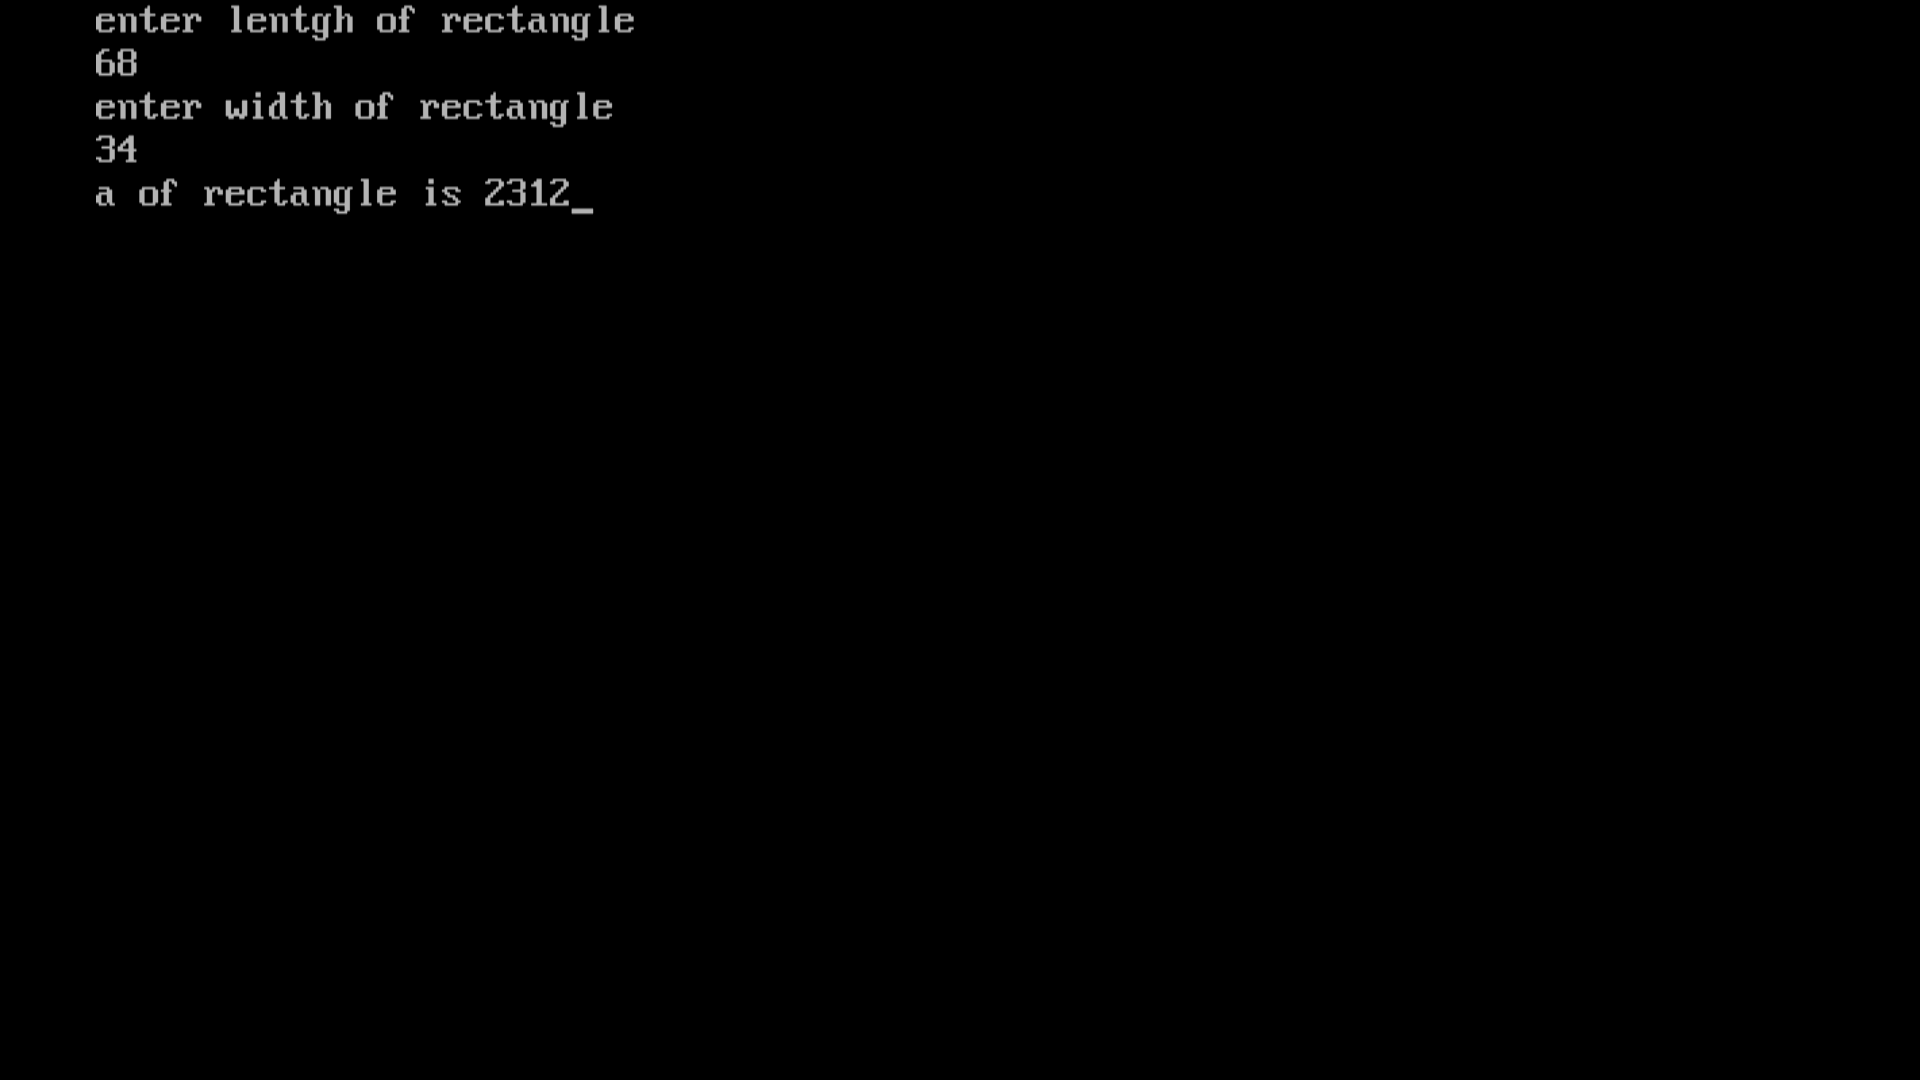 enter lentgh of rectangle
68
enter width of rectangle
34
a of rectangle is 2312_